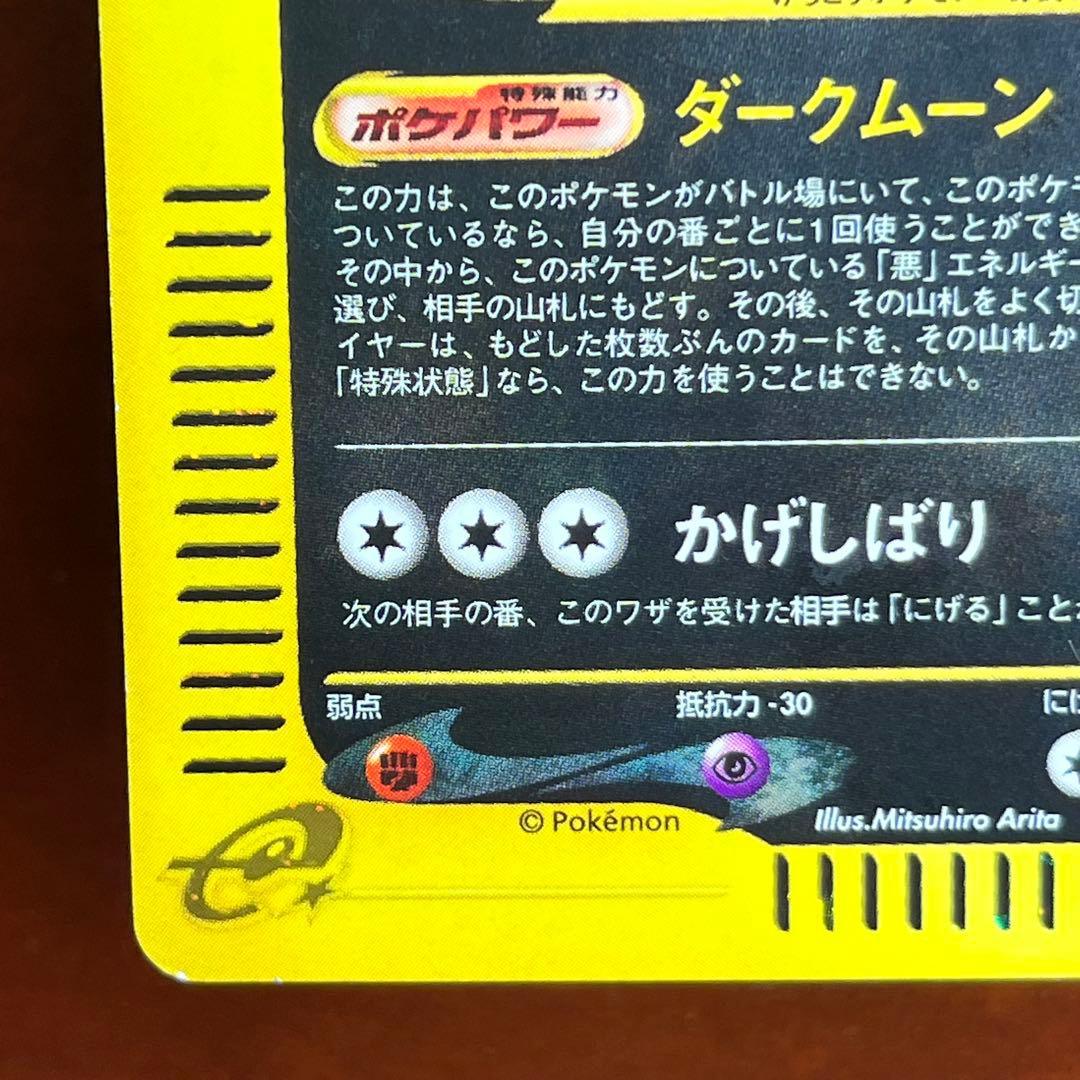 特殊能力
ポケパワー ダークムーン
この力は、このポケモンがバトル場にいて、このポケモ
ついているなら、自分の番ごとに1回使うことができ
その中から、このポケモンについている「悪」エネルギー
選び、相手の山札にもどす。その後、その山札をよく切
イヤーは、もどした枚数ぶんのカードを、その山札か
「特殊状態」なら、この力を使うことはできない。
かげしばり
次の相手の番、このワザを受けた相手は「にげる」こと
弱点 抵抗力 -30 にげ
© Pokémon Illus.Mitsuhiro Arita
e